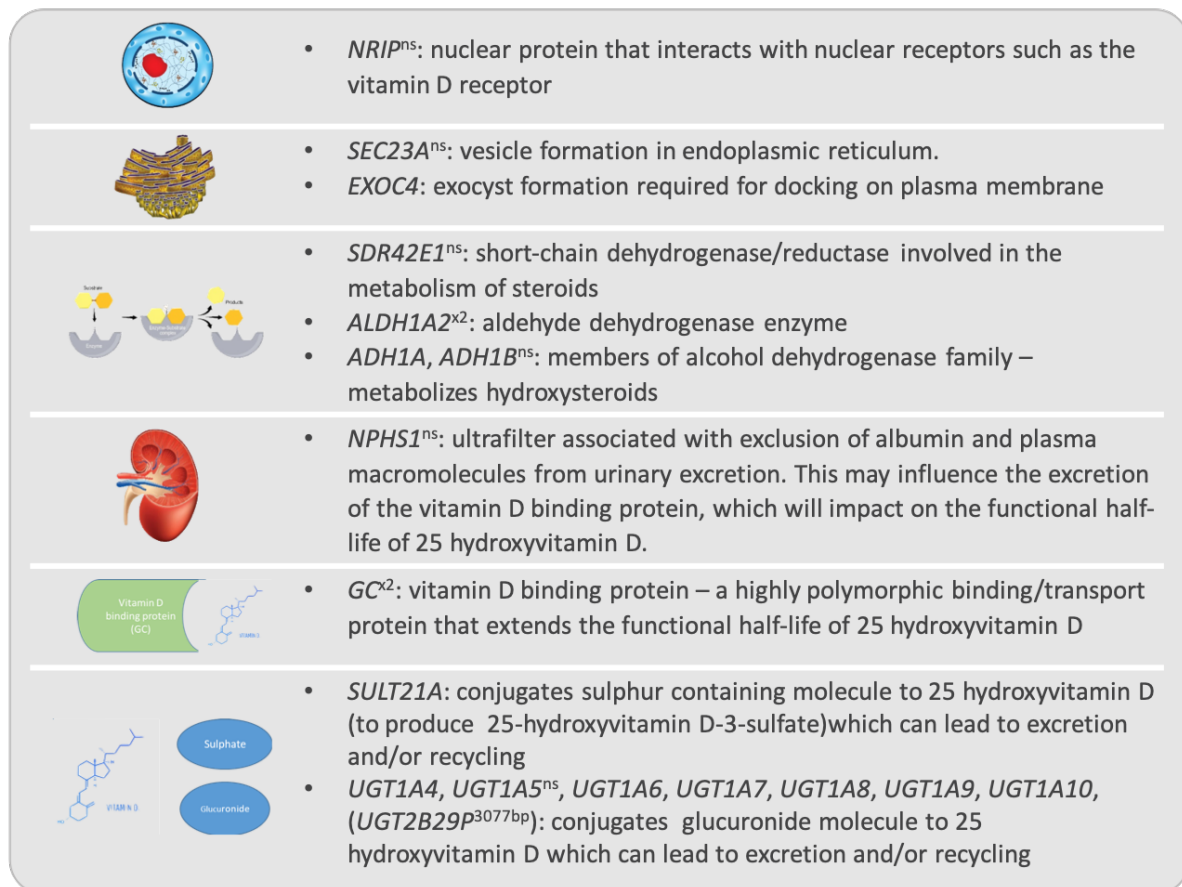 • NRIPns: nuclear protein that interacts with nuclear receptors such as the
vitamin D receptor
• SEC23Ans: vesicle formation in endoplasmic reticulum.
• EXOC4: exocyst formation required for docking on plasma membrane
Products
Enzyme
• SDR42E1ns: short-chain dehydrogenase/reductase involved in the
metabolism of steroids
• ALDH1A2x2: aldehyde dehydrogenase enzyme
• ADH1A, ADH1Bns: members of alcohol dehydrogenase family –
metabolizes hydroxysteroids
• NPHS1ns: ultrafilter associated with exclusion of albumin and plasma
macromolecules from urinary excretion. This may influence the excretion
of the vitamin D binding protein, which will impact on the functional half-
life of 25 hydroxyvitamin D.
Vitamin D
binding protein
(GC)
• GCx2: vitamin D binding protein – a highly polymorphic binding/transport
protein that extends the functional half-life of 25 hydroxyvitamin D
Sulphate
Glucuronide
• SULT21A: conjugates sulphur containing molecule to 25 hydroxyvitamin D
(to produce 25-hydroxyvitamin D-3-sulfate)which can lead to excretion
and/or recycling
• UGT1A4, UGT1A5ns, UGT1A6, UGT1A7, UGT1A8, UGT1A9, UGT1A10,
(UGT2B29P3077bp): conjugates glucuronide molecule to 25
hydroxyvitamin D which can lead to excretion and/or recycling